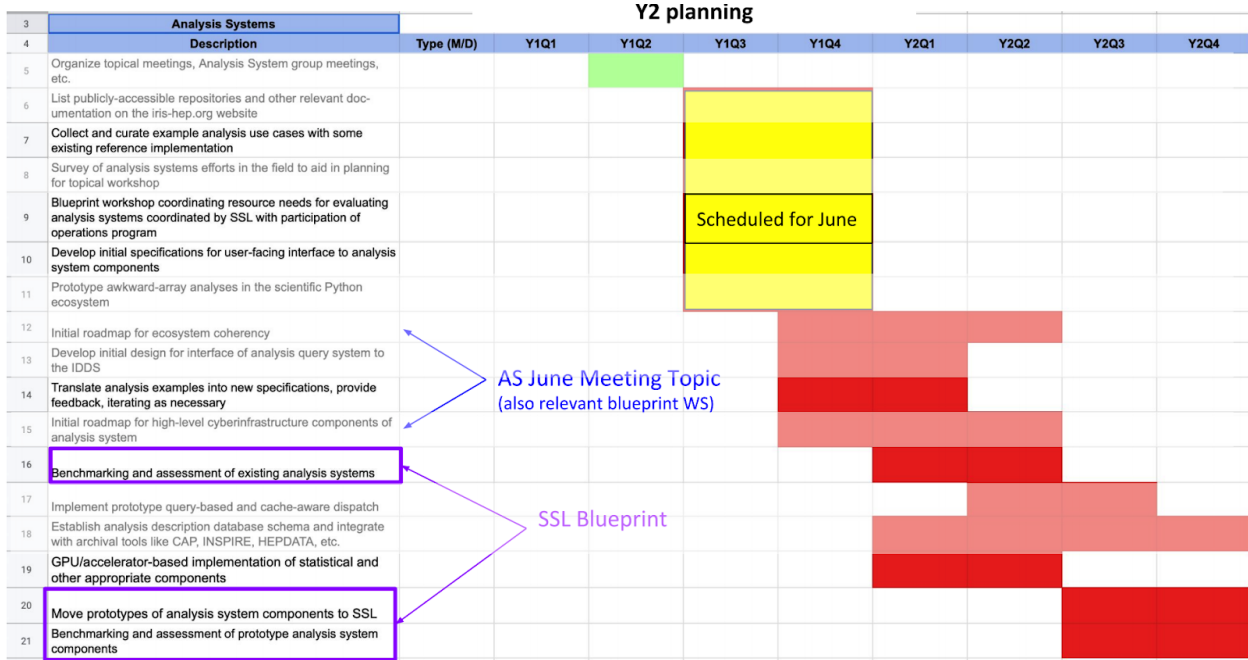 Y2 planning
3 Analysis Systems
4 Description Type (M/D) Y1Q1 Y1Q2 Y1Q3 Y1Q4 Y2Q1 Y2Q2 Y2Q3 Y2Q4
5 Organize topical meetings, Analysis System group meetings,
etc.
6 List publicly-accessible repositories and other relevant doc-
umentation on the iris-hep.org website
7 Collect and curate example analysis use cases with some
existing reference implementation
8 Survey of analysis systems efforts in the field to aid in planning
for topical workshop
9 Blueprint workshop coordinating resource needs for evaluating
analysis systems coordinated by SSL with participation of
operations program
Scheduled for June
10 Develop initial specifications for user-facing interface to analysis
system components
11 Prototype awkward-array analyses in the scientific Python
ecosystem
12 Initial roadmap for ecosystem coherency
13 Develop initial design for interface of analysis query system to
the IDDS
14 Translate analysis examples into new specifications, provide
feedback, iterating as necessary
AS June Meeting Topic
(also relevant blueprint WS)
15 Initial roadmap for high-level cyberinfrastructure components of
analysis system
16 Benchmarking and assessment of existing analysis systems
17 Implement prototype query-based and cache-aware dispatch
18 Establish analysis description database schema and integrate
with archival tools like CAP, INSPIRE, HEPDATA, etc.
SSL Blueprint
19 GPU/accelerator-based implementation of statistical and
other appropriate components
20 Move prototypes of analysis system components to SSL
21 Benchmarking and assessment of prototype analysis system
components